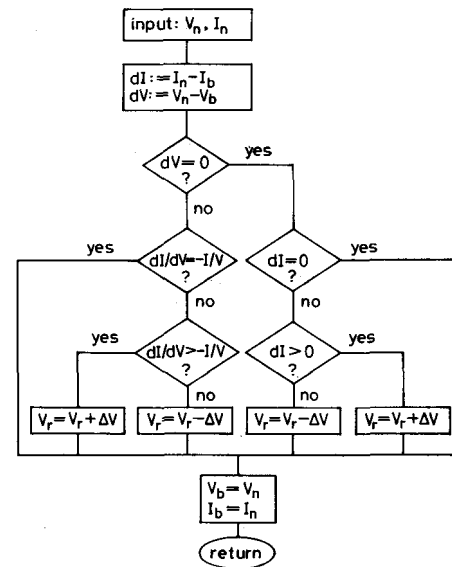 input: Vn, In
dI:=In−Ib
dV:=Vn−Vb
dV=0
?
yes
no
yes
dI/dV=−I/V
?
dI=0
?
yes
no
no
yes
dI/dV>−I/V
?
dI>0
?
yes
no
no
Vr=Vr+ΔV
Vr=Vr−ΔV
Vr=Vr−ΔV
Vr=Vr+ΔV
Vb=Vn
Ib=In
return